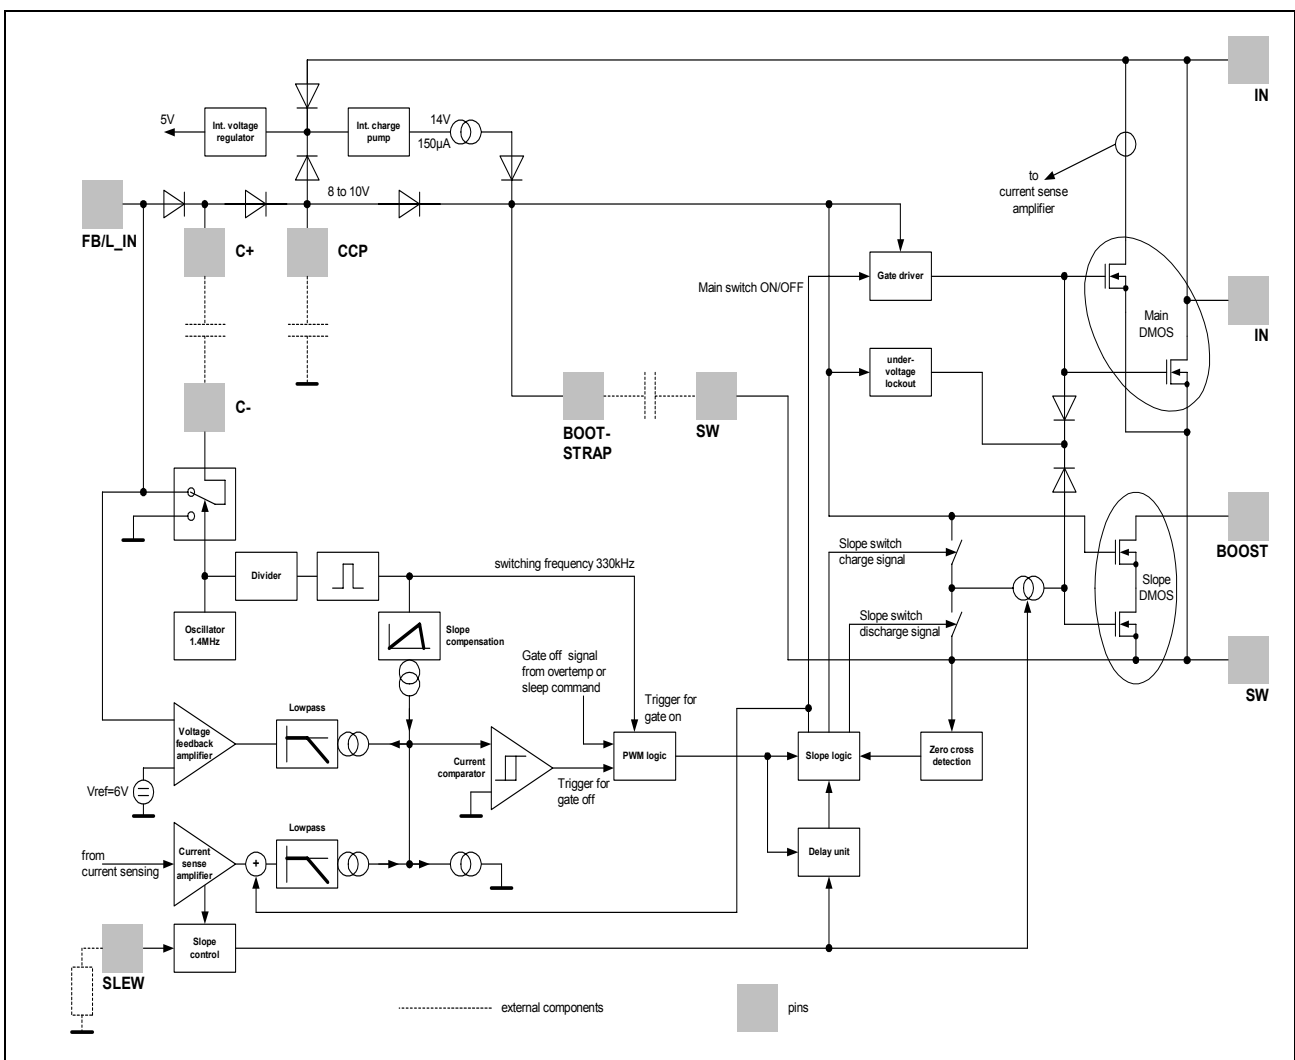 IN
5V
Int. voltage
regulator
Int. charge
pump
14V
150µA
to
current sense
amplifier
8 to 10V
FB/L_IN
C+
CCP
Gate driver
Main switch ON/OFF
Main
DMOS
IN
under-
voltage
lockout
C-
BOOT-
STRAP
SW
BOOST
Slope switch
charge signal
switching frequency 330kHz
Divider
Slope
DMOS
Oscillator
1.4MHz
Slope
compensation
Slope switch
discharge signal
Gate off signal
from overtemp or
sleep command
SW
Lowpass
Trigger for
gate on
Voltage
feedback
amplifier
Current
comparator
PWM logic
Slope logic
Zero cross
detection
Vref=6V
Trigger for
gate off
Lowpass
from
current sensing
Current
sense
amplifier
+
Delay unit
Slope
control
SLEW
external components
pins